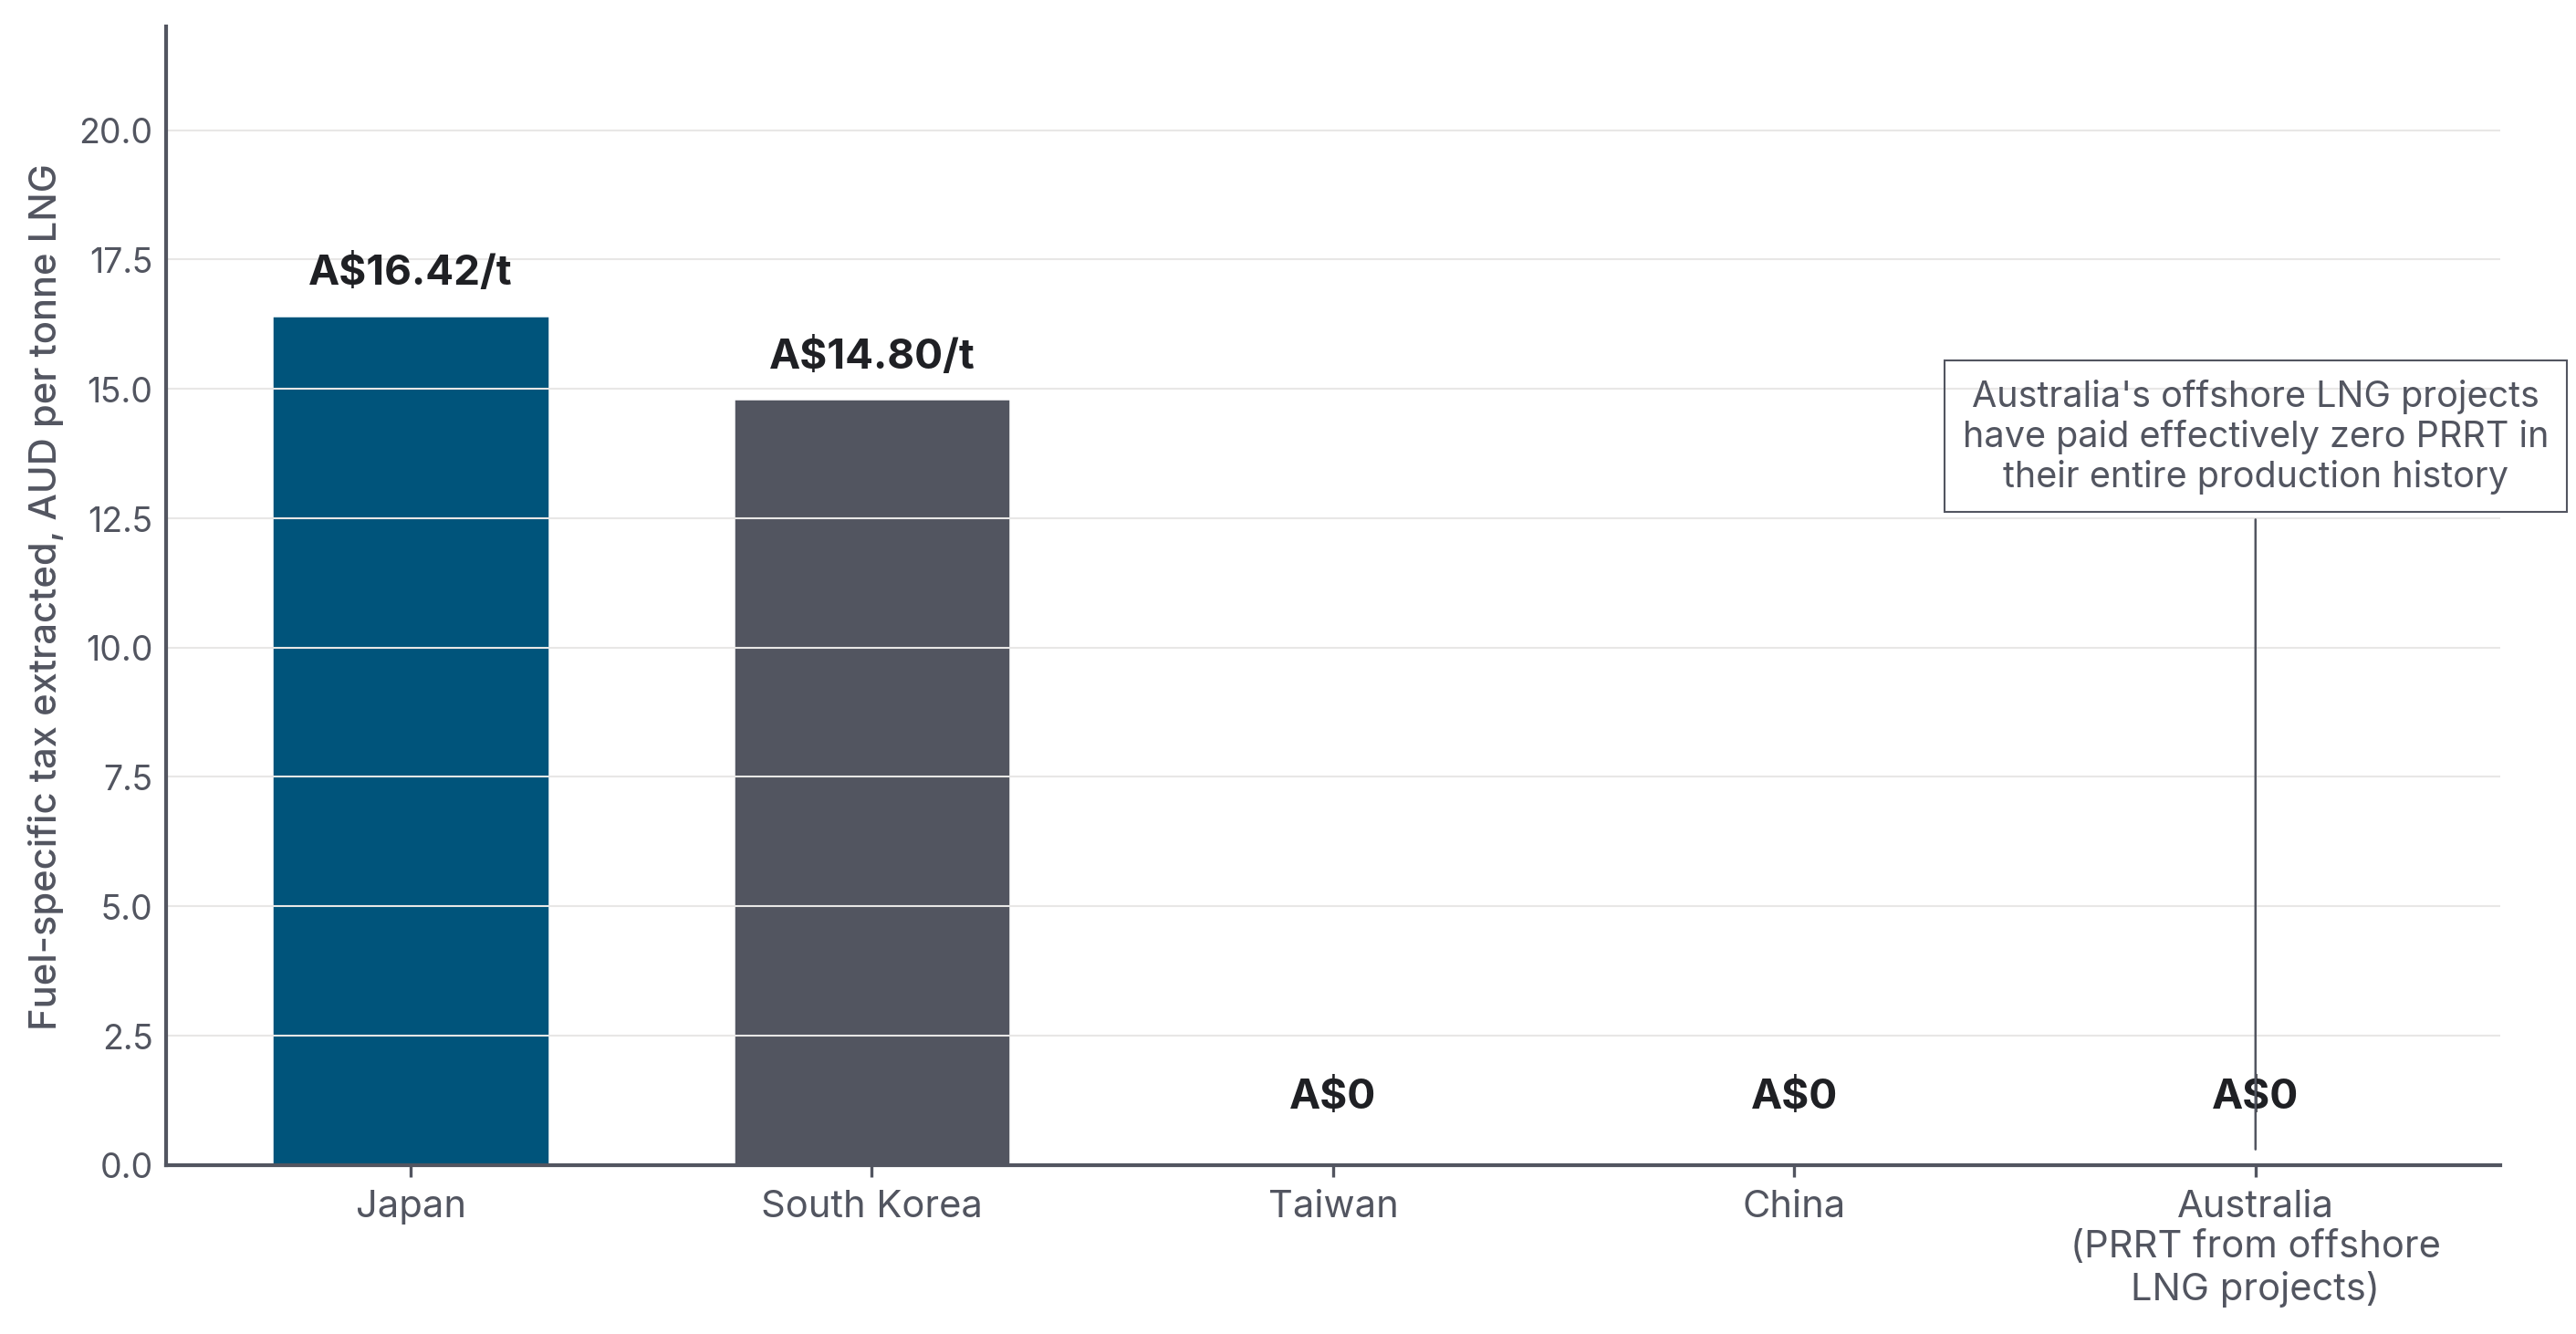 Fuel-specific tax extracted, AUD per tonne LNG
20.0
17.5
15.0
12.5
10.0
7.5
5.0
2.5
0.0
A$16.42/t
A$14.80/t
A$0
A$0
A$0
Australia's offshore LNG projects
have paid effectively zero PRRT in
their entire production history
Japan
South Korea
Taiwan
China
Australia
(PRRT from offshore
LNG projects)